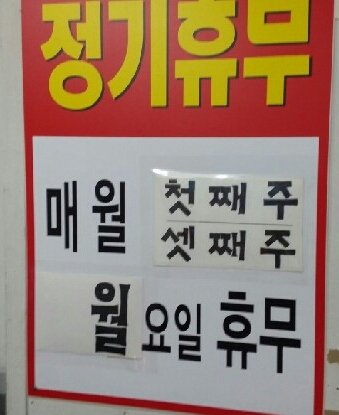 정기휴무
매월 첫째주
셋째주
월요일 휴무